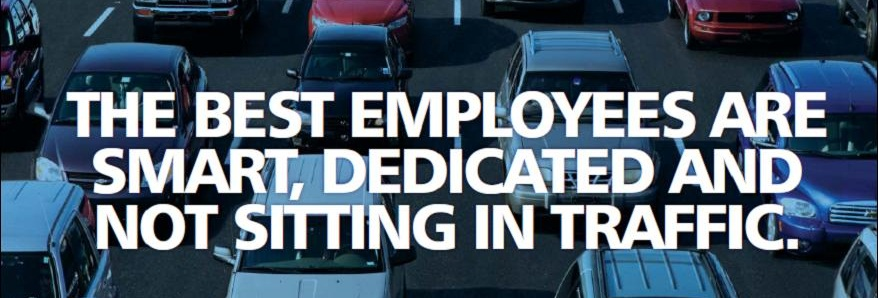 THE BEST EMPLOYEES ARE
SMART, DEDICATED AND
NOT SITTING IN TRAFFIC.